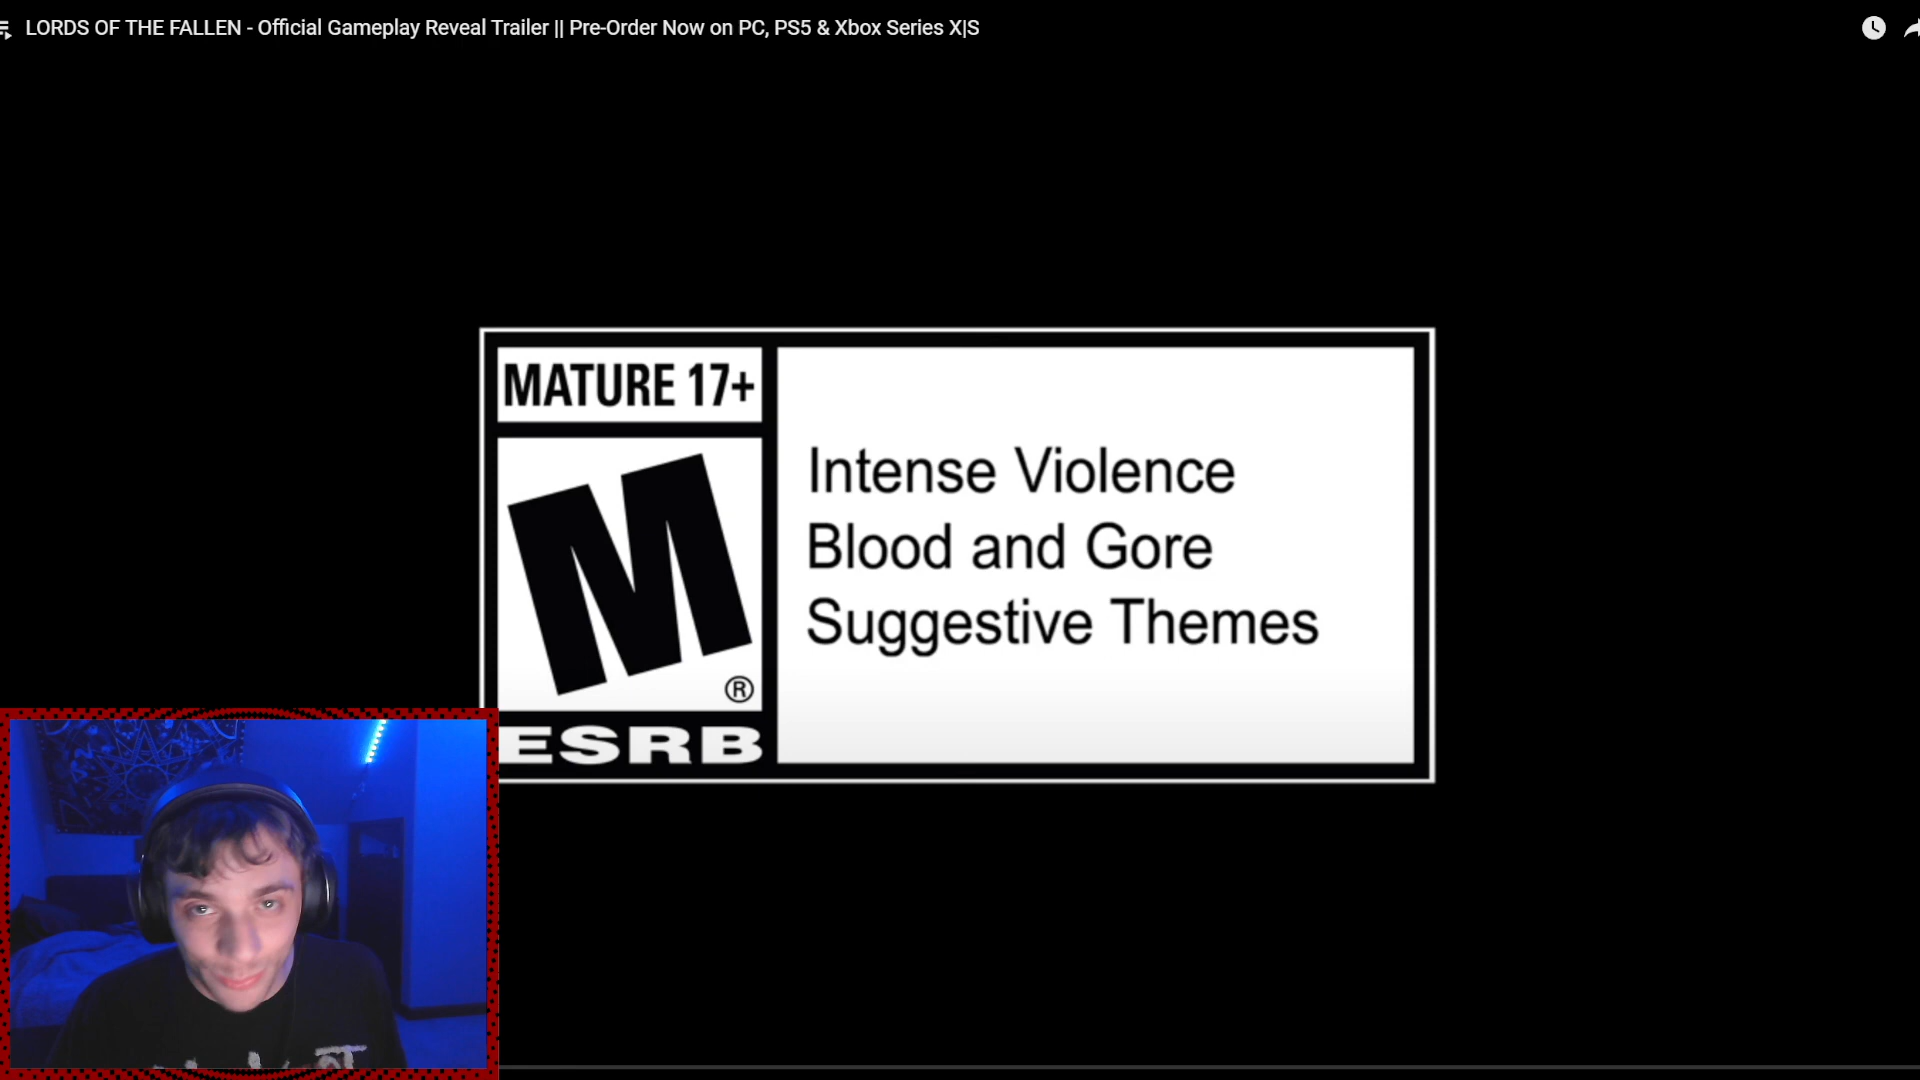 LORDS OF THE FALLEN - Official Gameplay Reveal Trailer || Pre-Order Now on PC, PS5 & Xbox Series X|S
MATURE 17+
M
®
ESRB
Intense Violence
Blood and Gore
Suggestive Themes